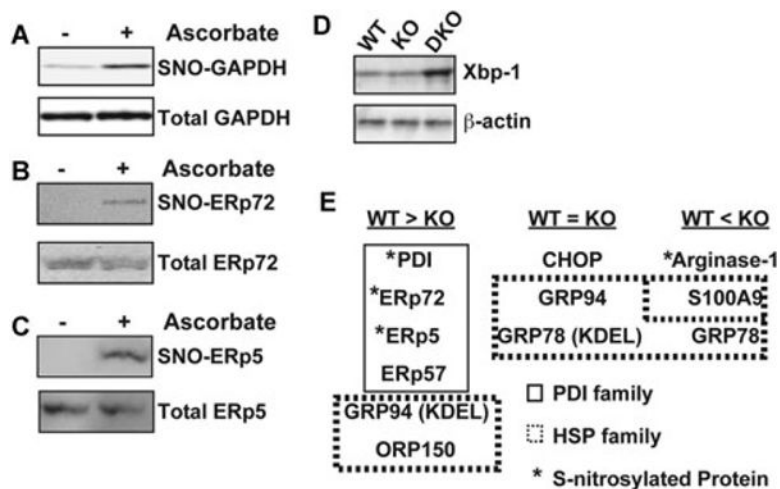 A
- + Ascorbate
SNO-GAPDH
Total GAPDH
B
- + Ascorbate
SNO-ERp72
Total ERp72
C
- + Ascorbate
SNO-ERp5
Total ERp5
D
WT KO DKO
Xbp-1
β-actin
E
WT > KO WT = KO WT < KO
*PDI CHOP *Arginase-1
*ERp72 GRP94 S100A9
*ERp5 GRP78 (KDEL) GRP78
ERp57
GRP94 (KDEL)
ORP150
PDI family
HSP family
* S-nitrosylated Protein